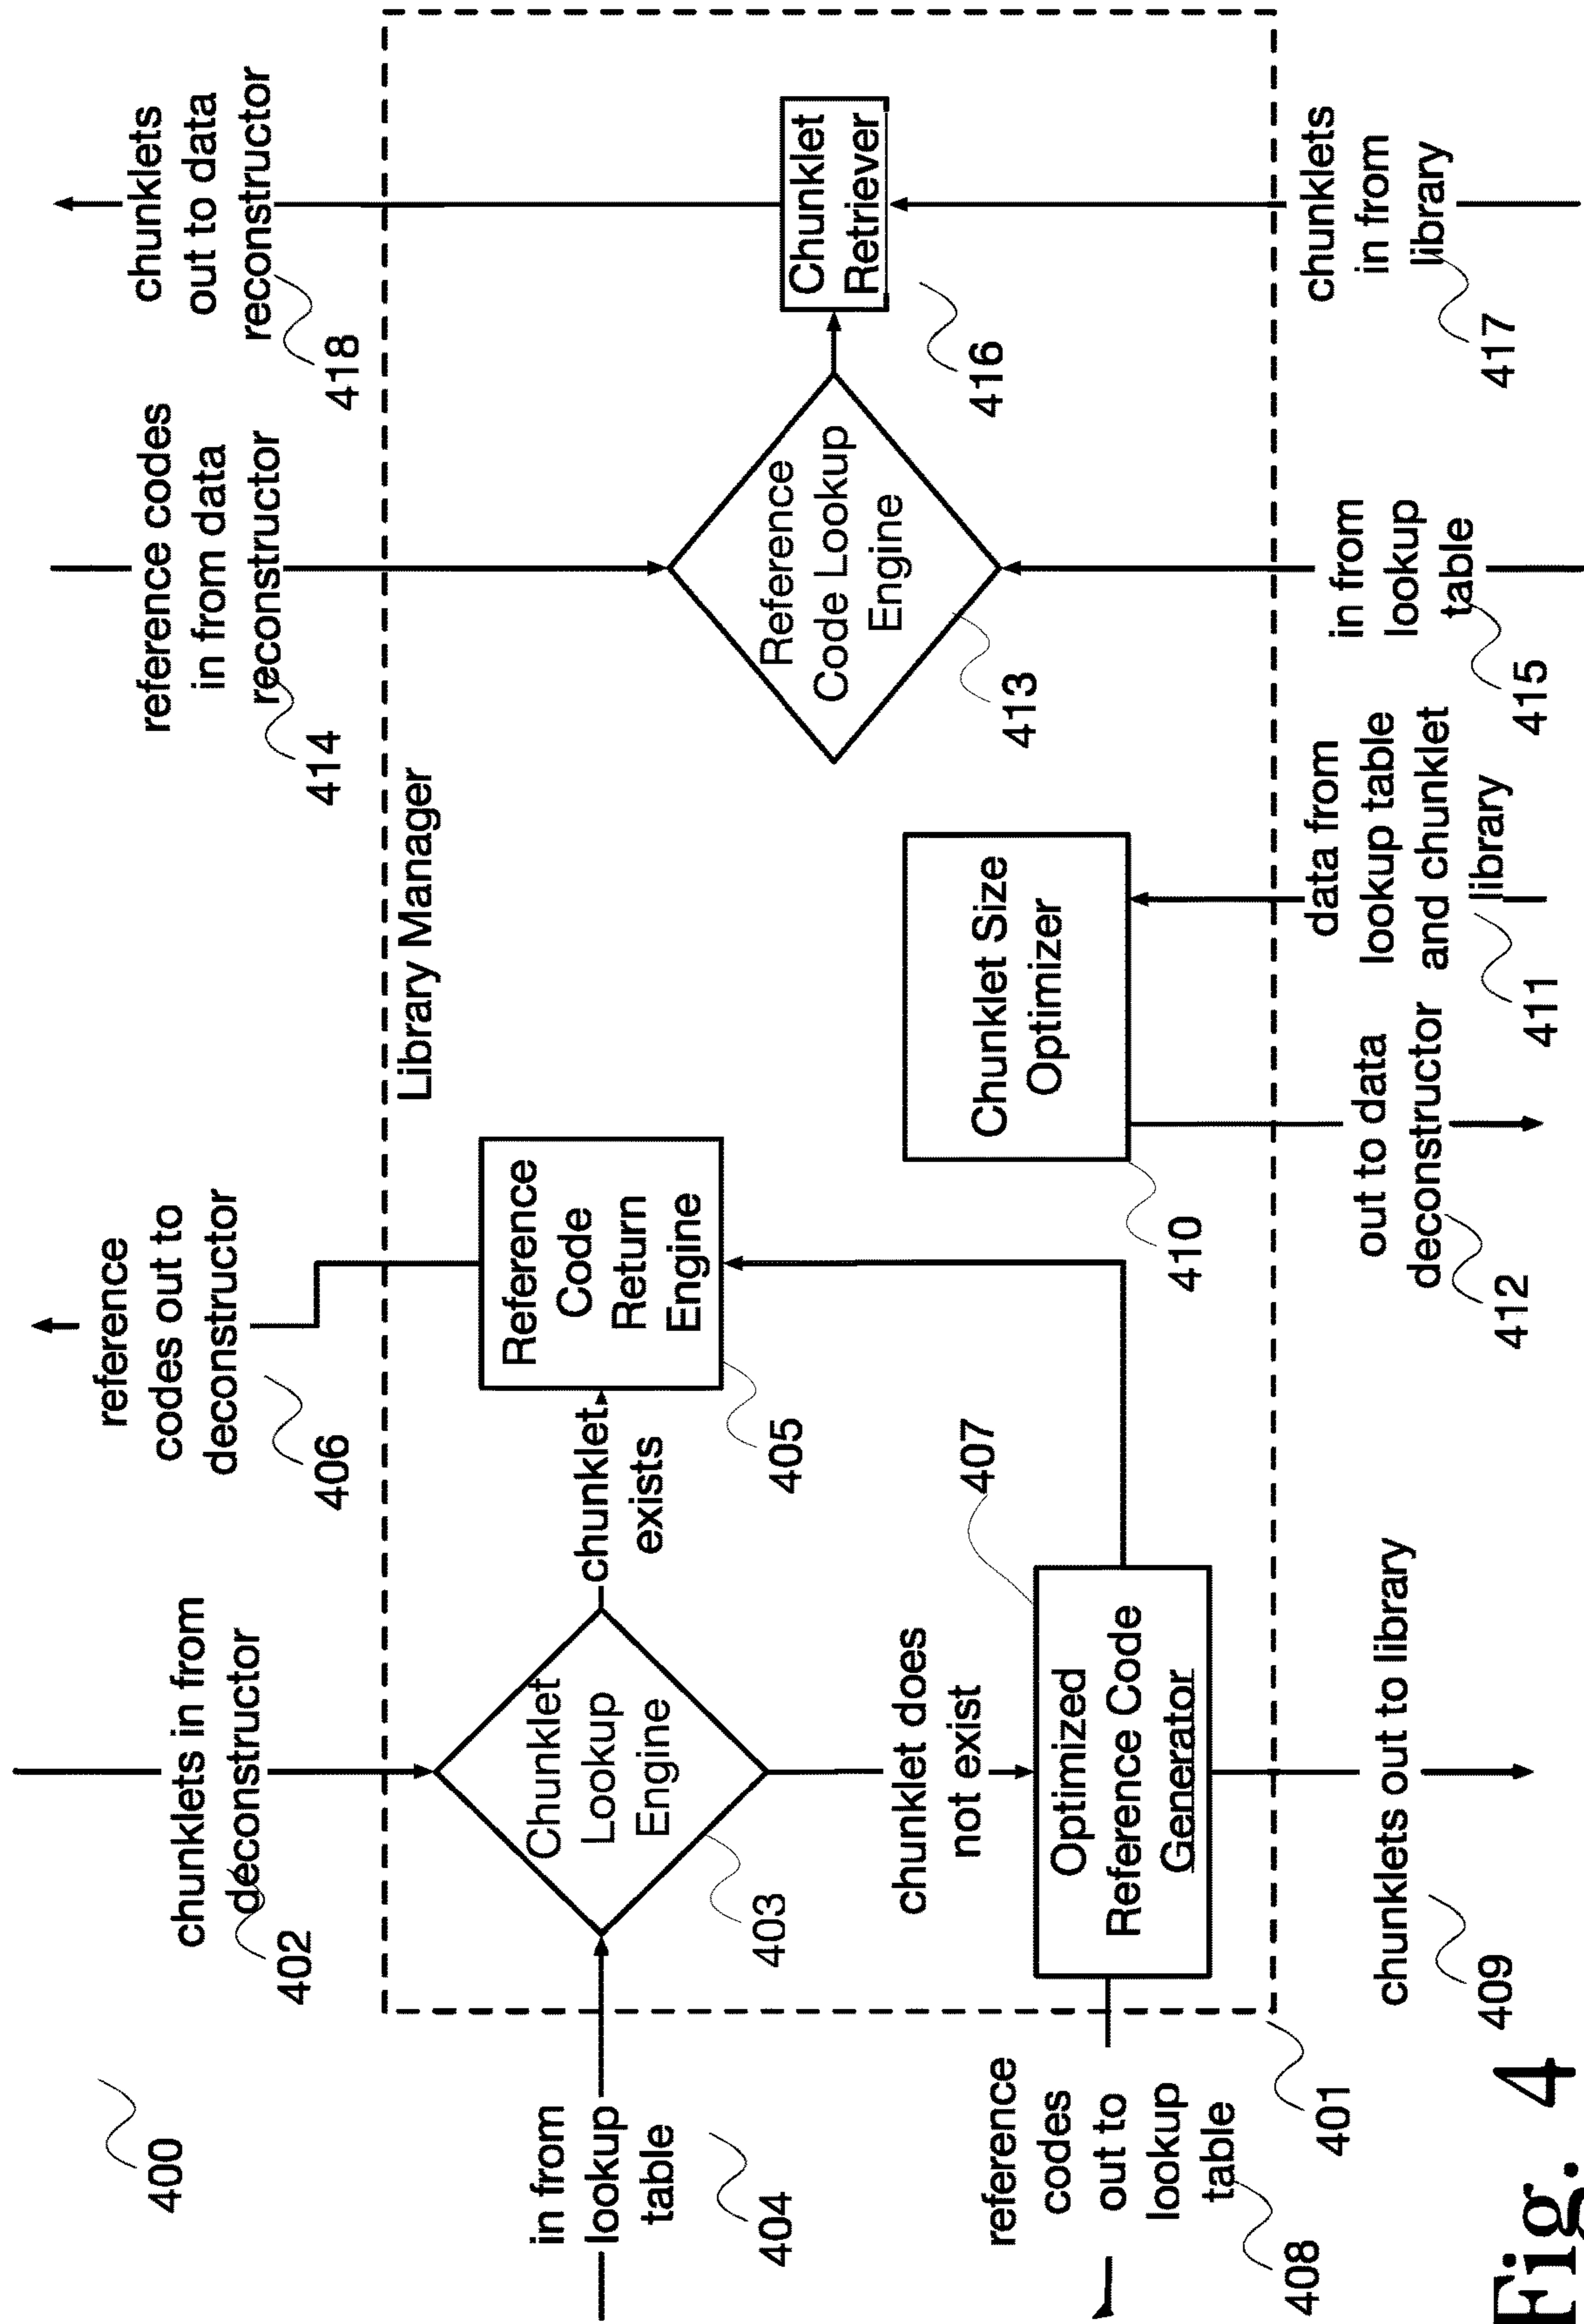 400
chunklets in from
deconstructor
402
reference
codes out to
deconstructor
406
reference codes
in from data
reconstructor
414
chunklets
out to data
reconstructor
418
Library Manager
in from
lookup
table
404
Chunklet
Lookup
Engine
403
chunklet
exists
Reference
Code
Return
Engine
405
chunklet does
not exist
407
Optimized
Reference Code
Generator
reference
codes
out to
lookup
table
408
401
chunklets out to library
409
Chunklet Size
Optimizer
410
out to data
deconstructor
412
data from
lookup table
and chunklet
library
411
Reference
Code Lookup
Engine
413
in from
lookup
table
415
Chunklet
Retriever
416
chunklets
in from
library
417
Fig. 4